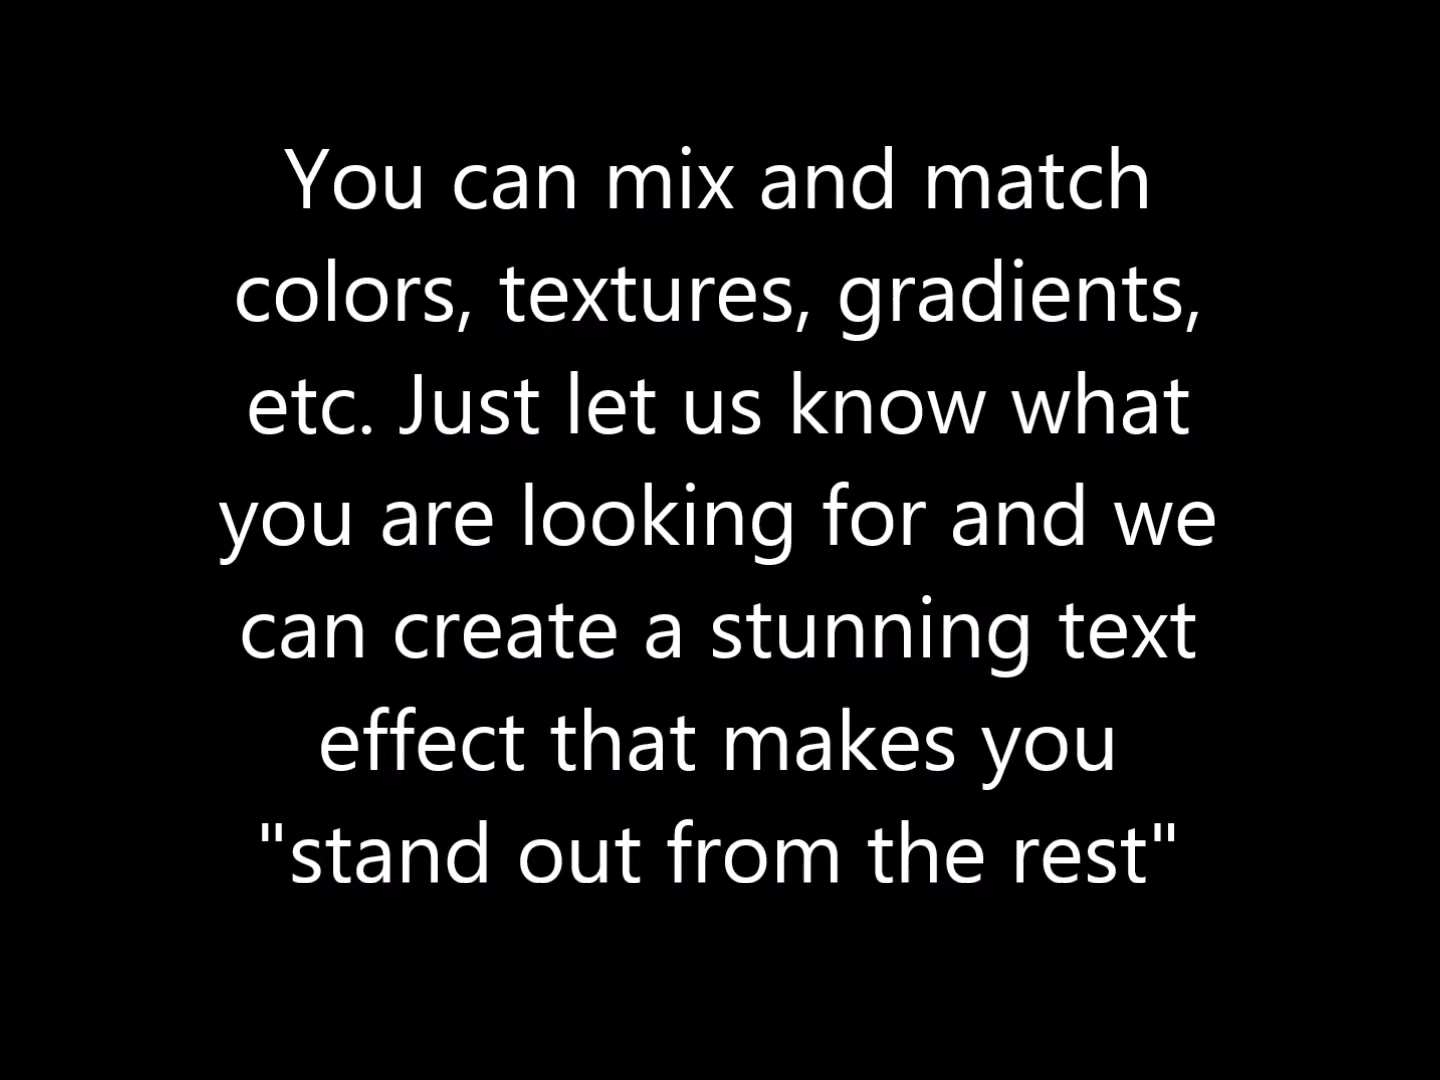 You can mix and match
colors, textures, gradients,
etc. Just let us know what
you are looking for and we
can create a stunning text
effect that makes you
"stand out from the rest"